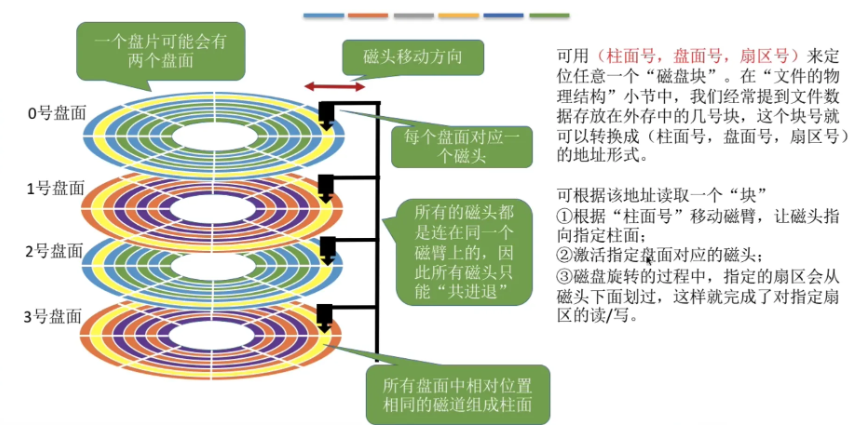 一个盘片可能会有
两个盘面
磁头移动方向
0号盘面
每个盘面对应一
个磁头
1号盘面
所有的磁头都
是连在同一个
磁臂上的，因
此所有磁头只
能“共进退”
2号盘面
3号盘面
所有盘面中相对位置
相同的磁道组成柱面
可用（柱面号，盘面号，扇区号）来定
位任意一个“磁盘块”。在“文件的物
理结构”小节中，我们经常提到文件数
据存放在外存中的几号块，这个块号就
可以转换成（柱面号，盘面号，扇区号）
的地址形式。
可根据该地址读取一个“块”
①根据“柱面号”移动磁臂，让磁头指
向指定柱面；
②激活指定盘面对应的磁头；
③磁盘旋转的过程中，指定的扇区会从
磁头下面划过，这样就完成了对指定扇
区的读/写。